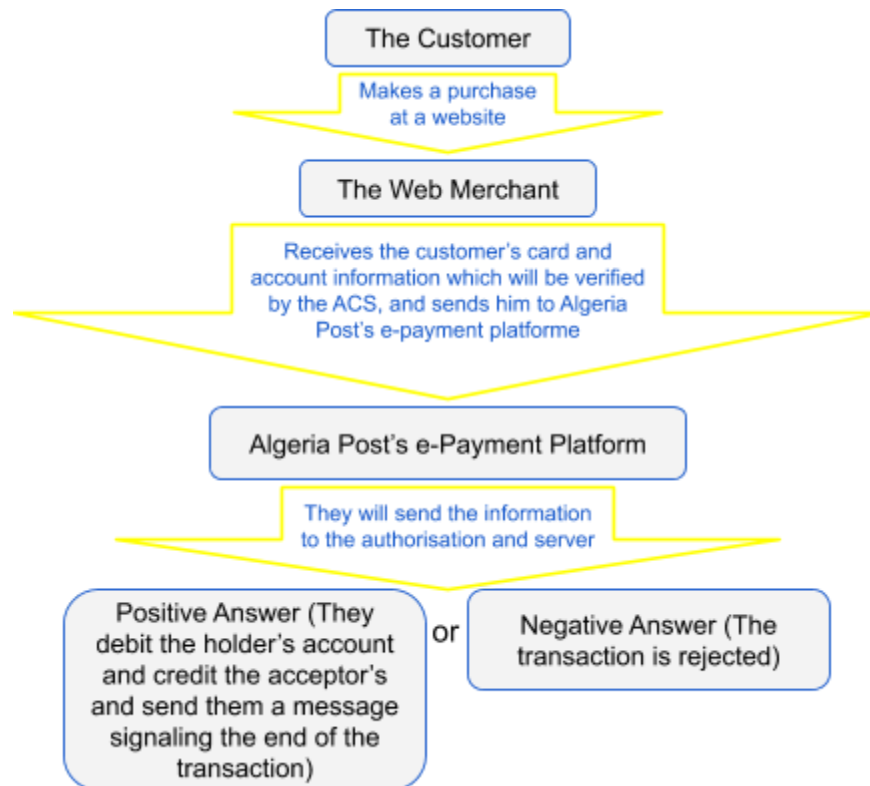 The Customer
Makes a purchase
at a website
The Web Merchant
Receives the customer's card and
account information which will be verified
by the ACS, and sends him to Algeria
Post's e-payment platforme
Algeria Post's e-Payment Platform
They will send the information
to the authorisation and server
Positive Answer (They
debit the holder's account
and credit the acceptor's
and send them a message
signaling the end of the
transaction)
or
Negative Answer (The
transaction is rejected)